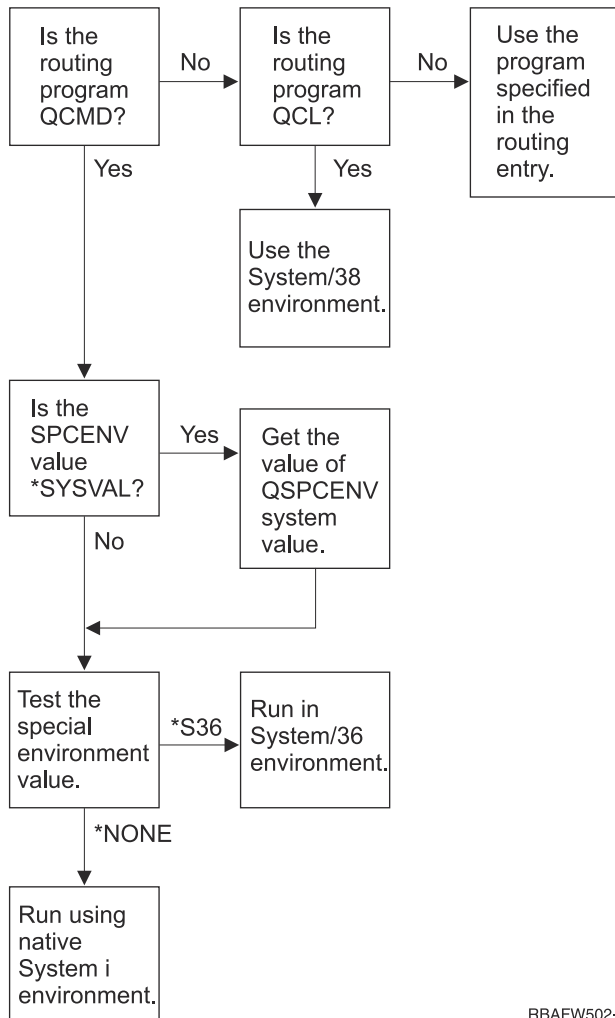 Is the
routing
program
QCMD?
No
Is the
routing
program
QCL?
No
Use the
program
specified
in the
routing
entry.
Yes
Yes
Use the
System/38
environment.
Is the
SPCENV
value
*SYSVAL?
Yes
Get the
value of
QSPCENV
system
value.
No
Test the
special
environment
value.
*S36
Run in
System/36
environment.
*NONE
Run using
native
System i
environment.